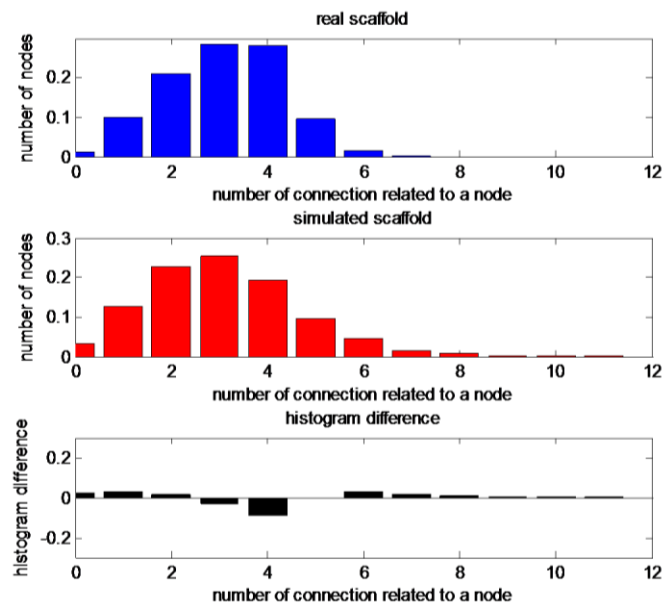 real scaffold
number of nodes
0.2
0.1
0
0 2 4 6 8 10 12
number of connection related to a node
simulated scaffold
number of nodes
0.3
0.2
0.1
0
0 2 4 6 8 10 12
number of connection related to a node
histogram difference
histogram difference
0.2
0
-0.2
0 2 4 6 8 10 12
number of connection related to a node